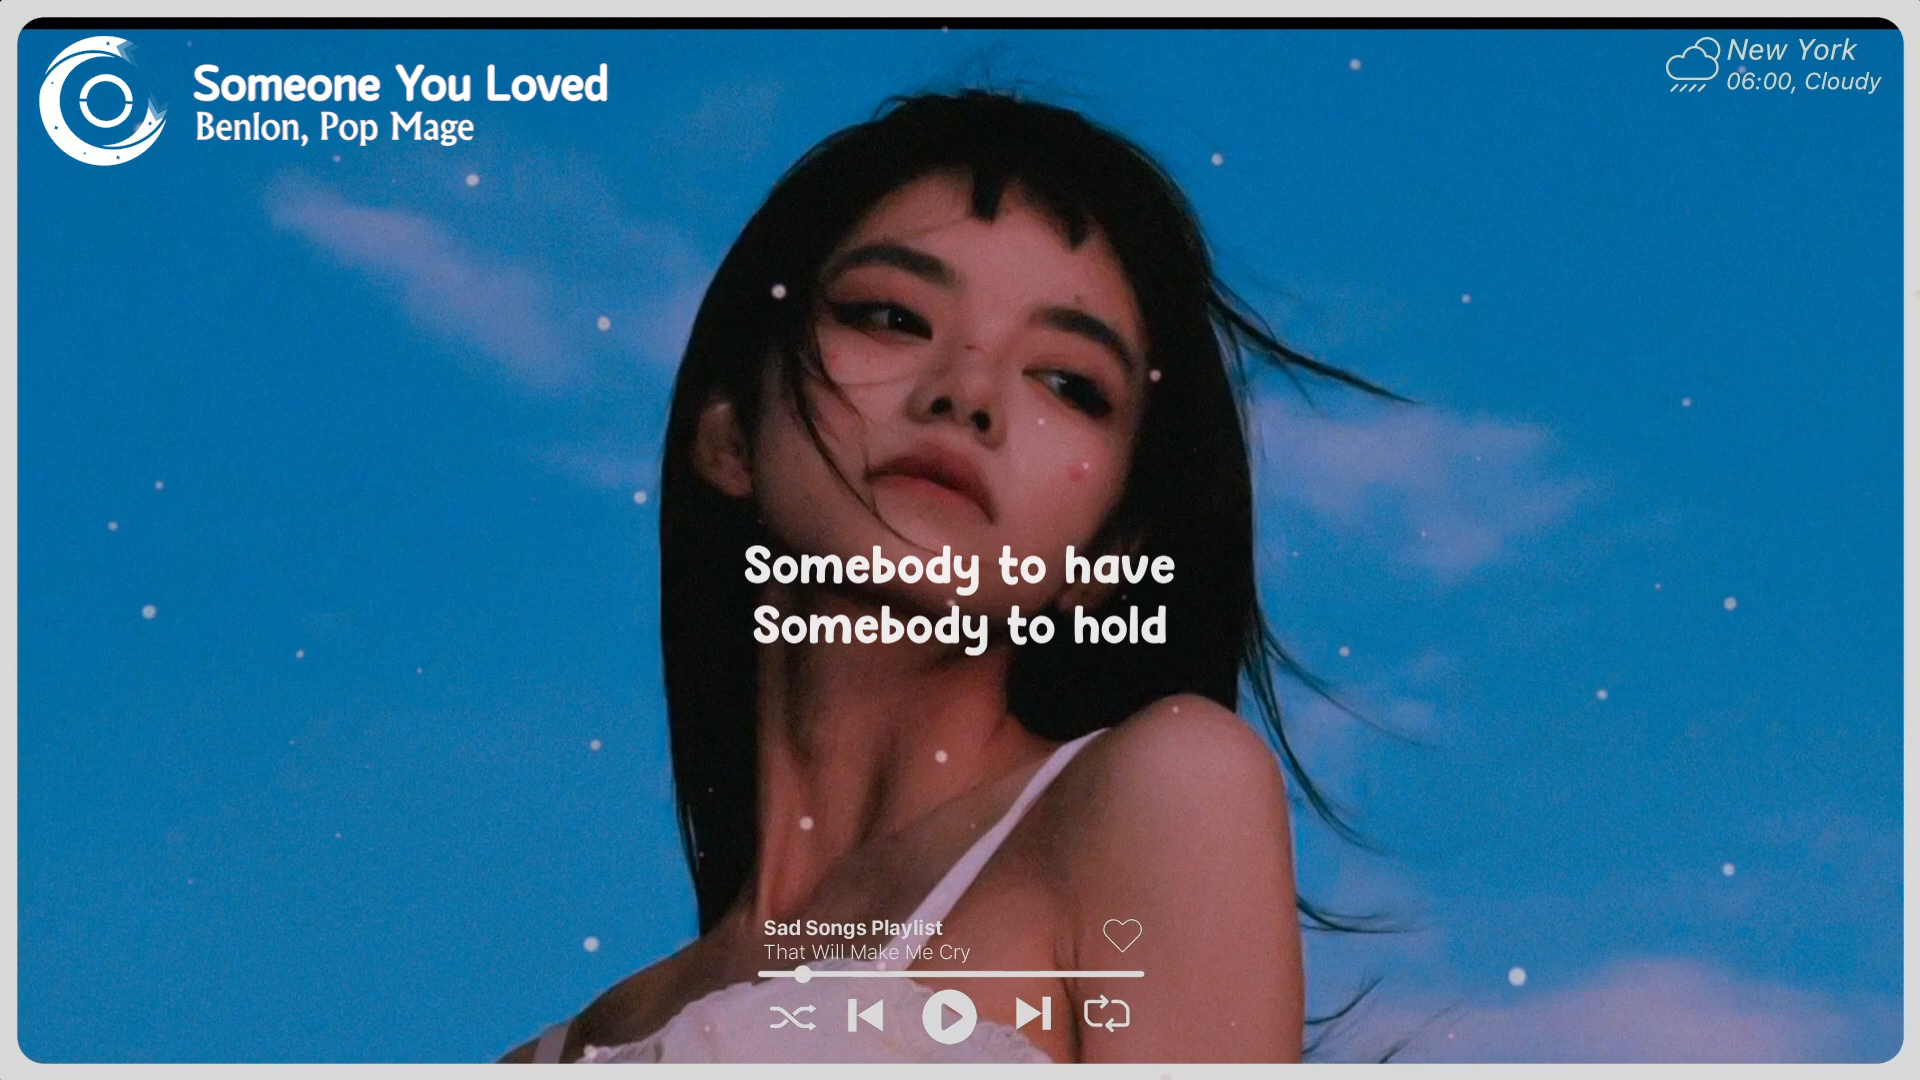 Someone You Loved
Benlon, Pop Mage
New York
06:00, Cloudy
Somebody to have
Somebody to hold
Sad Songs Playlist
That Will Make Me Cry